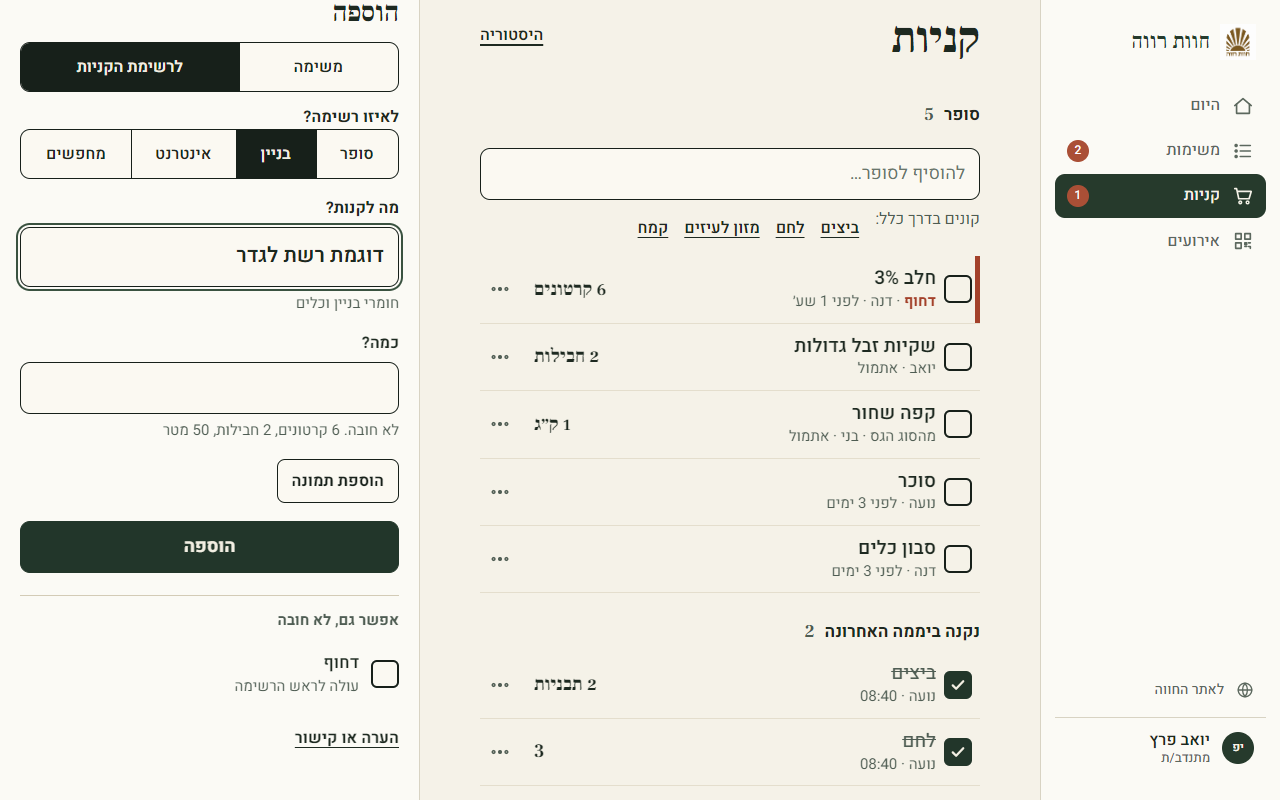 חוות רווה
היום
משימות 2
קניות 1
אירועים
לאתר החווה
יפ
יואב פרץ
מתנדב/ת
קניות
היסטוריה
סופר 5
להוסיף לסופר...
קונים בדרך כלל: ביצים לחם מזון לעיזים קמח
חלב 3%
דחוף · דנה · לפני 1 שע׳
6 קרטונים
שקיות זבל גדולות
יואב · אתמול
2 חבילות
קפה שחור
מהסוג הגס · בני · אתמול
1 ק״ג
סוכר
נועה · לפני 3 ימים
סבון כלים
דנה · לפני 3 ימים
נקנה ביממה האחרונה 2
ביצים
נועה · 08:40
2 תבניות
לחם
נועה · 08:40
3
הוספה
משימה
לרשימת הקניות
לאיזו רשימה?
סופר
בניין
אינטרנט
מחפשים
מה לקנות?
דוגמת רשת לגדר
חומרי בניין וכלים
כמה?
לא חובה. 6 קרטונים, 2 חבילות, 50 מטר
הוספת תמונה
הוספה
אפשר גם, לא חובה
דחוף
עולה לראש הרשימה
הערה או קישור